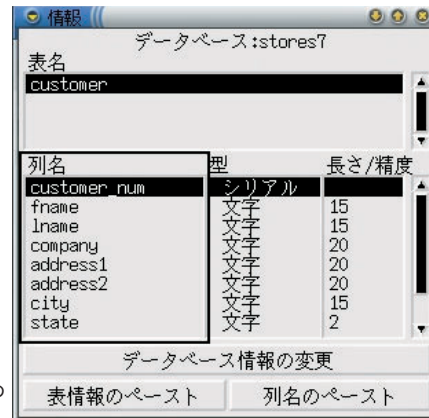 情報
データベース:stores7
表名
customer
列名 型 長さ/精度
customer_num シリアル
fname 文字 15
lname 文字 15
company 文字 20
address1 文字 20
address2 文字 20
city 文字 15
state 文字 2
データベース情報の変更
表情報のペースト 列名のペースト